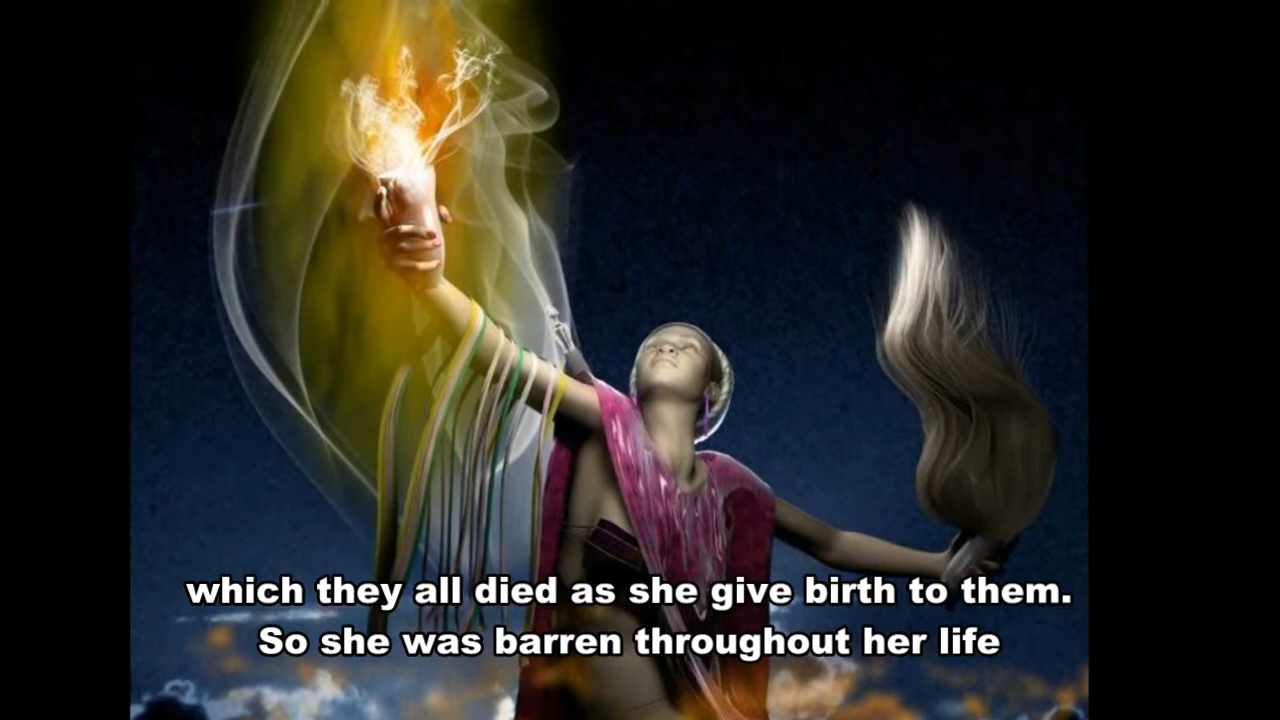 which they all died as she give birth to them.
So she was barren throughout her life